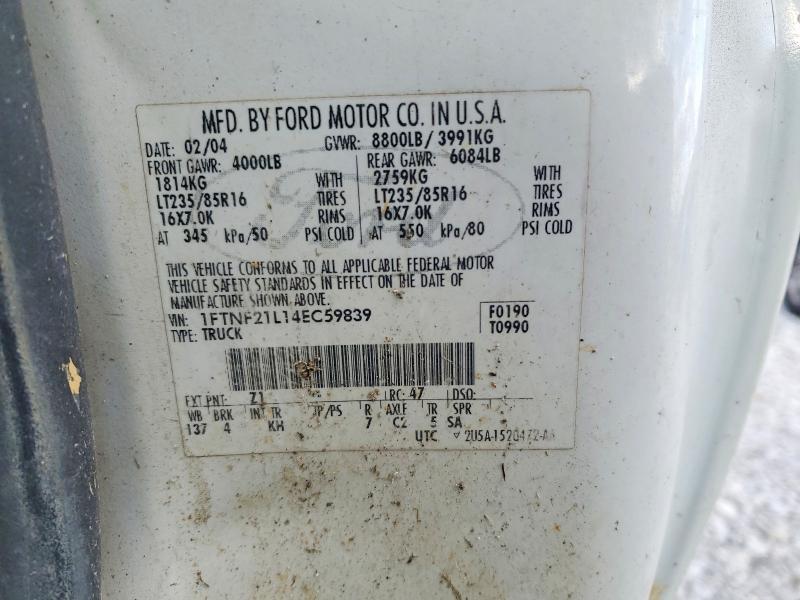 MFD. BY FORD MOTOR CO. IN U.S.A.
DATE: 02/04 GVWR: 8800LB/ 3991KG
FRONT GAWR: 4000LB REAR GAWR: 6084LB
1814KG WITH 2759KG WITH
LT235/85R16 TIRES LT235/85R16 TIRES
16X7.0K RIMS 16X7.0K RIMS
AT 345 kPa/50 PSI COLD AT 550 kPa/80 PSI COLD
Ford
THIS VEHICLE CONFORMS TO ALL APPLICABLE FEDERAL MOTOR
VEHICLE SAFETY STANDARDS IN EFFECT ON THE DATE OF
MANUFACTURE SHOWN ABOVE.
VIN: 1FTNF21L14EC59839 F0190
TYPE: TRUCK T0990
EXT PNT: Z1 RC: 47 DSO:
WB BRK INT TR TP/PS R AXLE TR SPR
137 4 KH 7 C2 5 SA
UTC